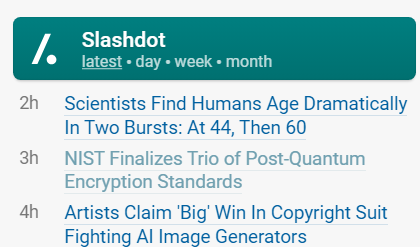 /.
Slashdot
latest • day • week • month
2h Scientists Find Humans Age Dramatically
In Two Bursts: At 44, Then 60
3h NIST Finalizes Trio of Post-Quantum
Encryption Standards
4h Artists Claim 'Big' Win In Copyright Suit
Fighting AI Image Generators